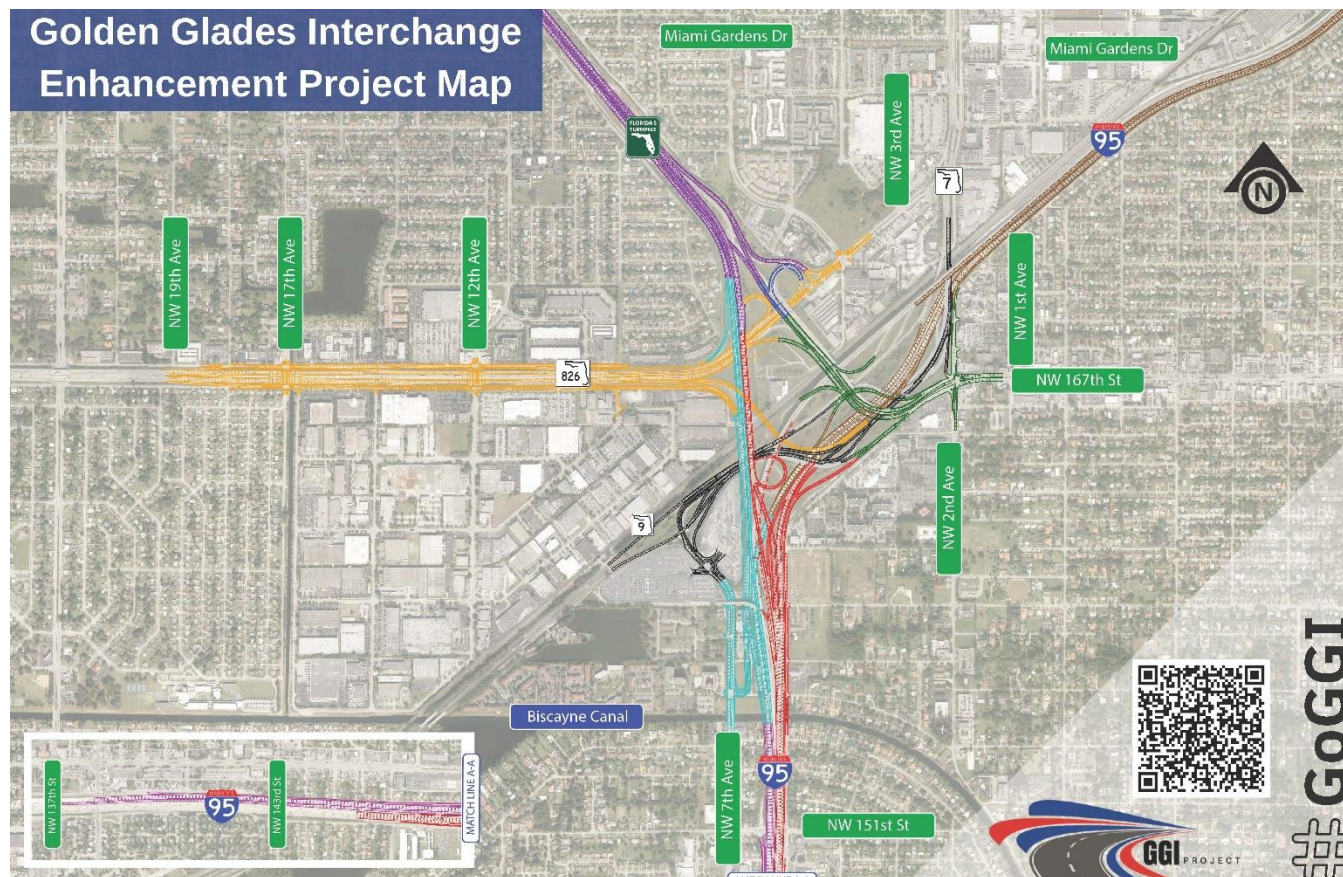 Golden Glades Interchange
Enhancement Project Map
Miami Gardens Dr
Miami Gardens Dr
FLORIDA'S
TURNPIKE
NW 3rd Ave
95
7
N
NW 19th Ave
NW 17th Ave
NW 12th Ave
NW 1st Ave
826
NW 167th St
NW 2nd Ave
9
Biscayne Canal
NW 137th St
95
NW 143rd St
MATCH LINE A-A
NW 7th Ave
95
NW 151st St
GGI PROJECT
#GoGGI